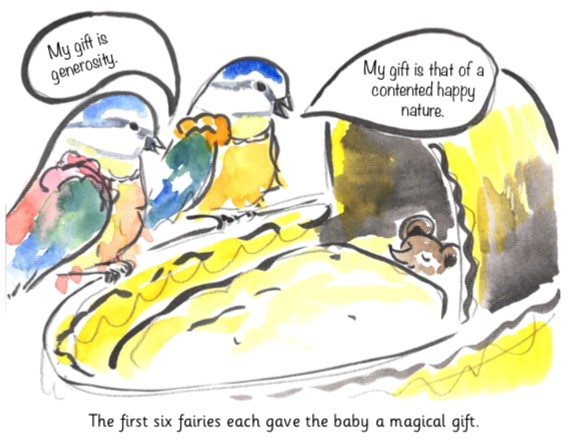 My gift is
generosity.
My gift is that of a
contented happy
nature.
The first six fairies each gave the baby a magical gift.